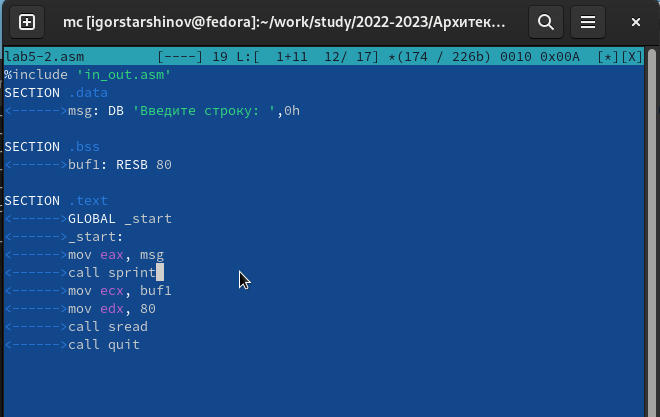 mc [igorstarshinov@fedora]:~/work/study/2022-2023/Архитек...
lab5-2.asm [----] 19 L:[ 1+11 12/ 17] *(174 / 226b) 0010 0x00A [*][X]
%include 'in_out.asm'
SECTION .data
<------>msg: DB 'Введите строку: ',0h
SECTION .bss
<------>buf1: RESB 80
SECTION .text
<------>GLOBAL _start
<------>_start:
<------>mov eax, msg
<------>call sprint
<------>mov ecx, buf1
<------>mov edx, 80
<------>call sread
<------>call quit